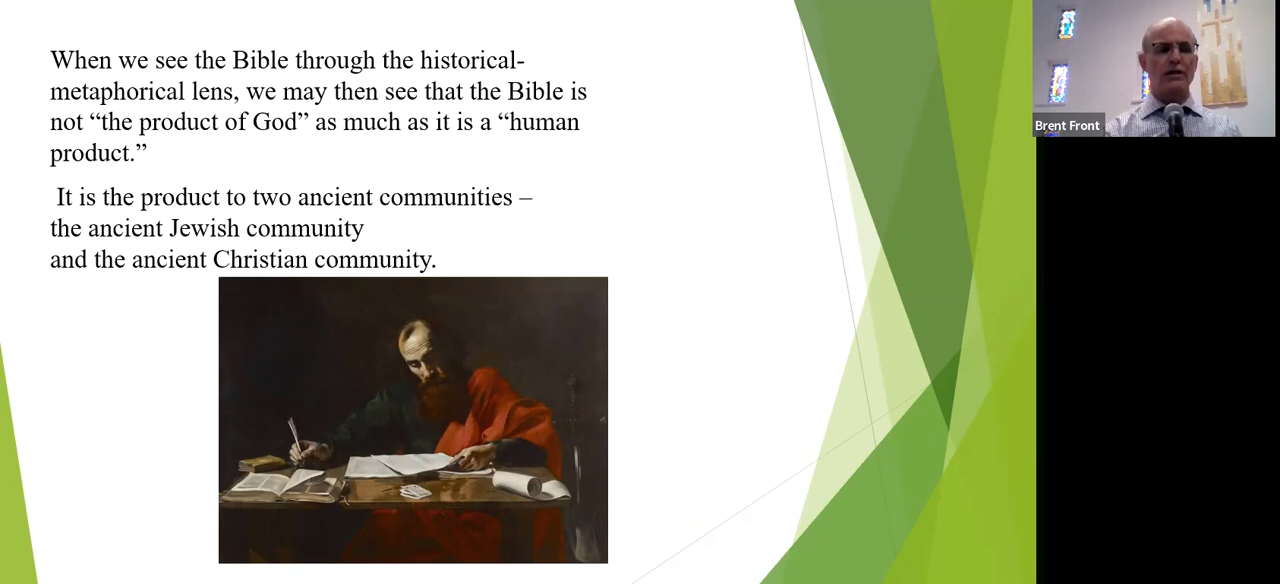 When we see the Bible through the historical-
metaphorical lens, we may then see that the Bible is
not “the product of God” as much as it is a “human
product.”
It is the product to two ancient communities –
the ancient Jewish community
and the ancient Christian community.
Brent Front